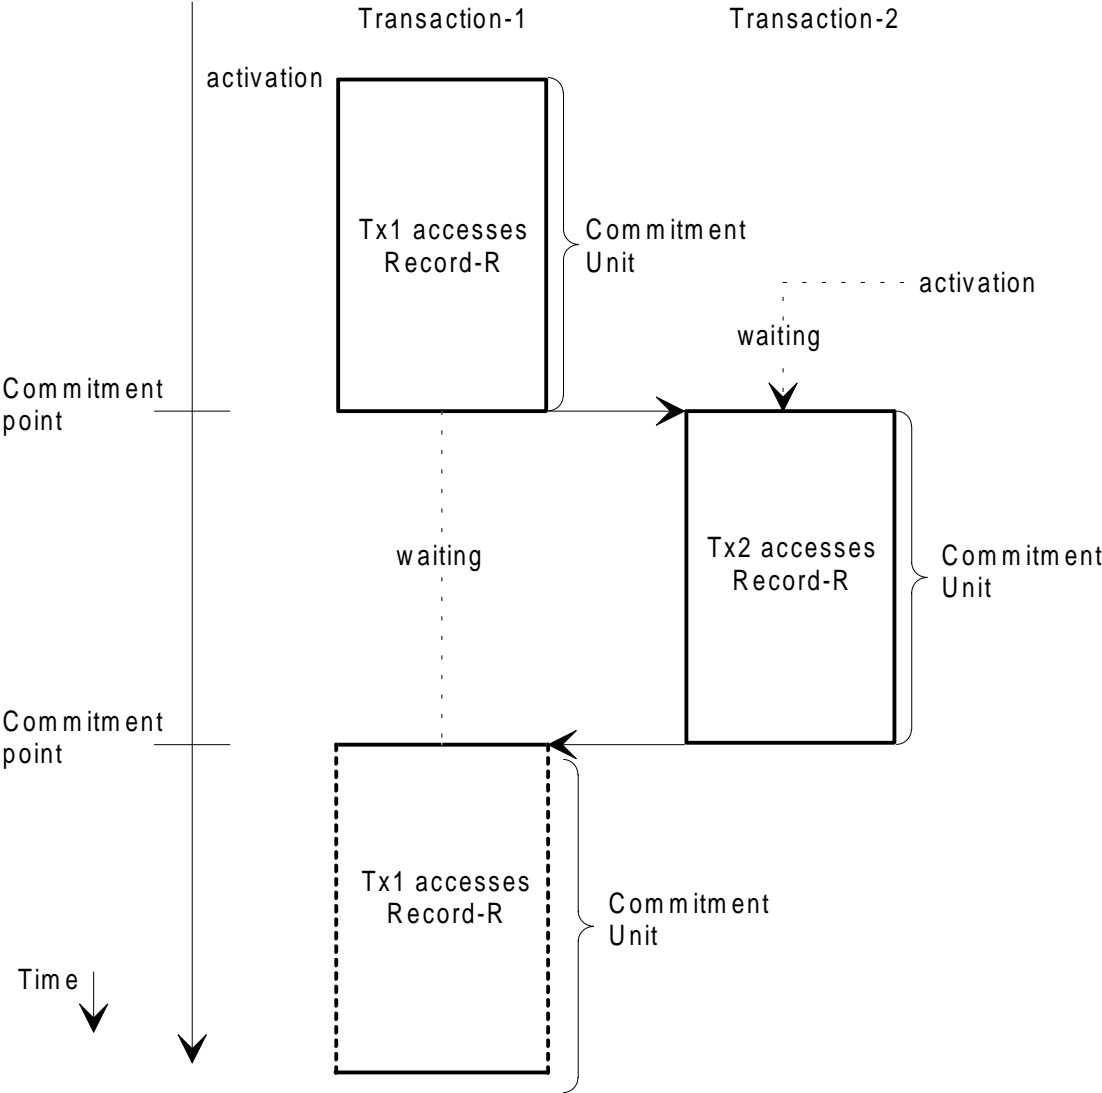 Transaction-1
Transaction-2
activation
Tx1 accesses
Record-R
Commitment
Unit
activation
waiting
Commitment
point
waiting
Tx2 accesses
Record-R
Commitment
Unit
Commitment
point
Tx1 accesses
Record-R
Commitment
Unit
Time